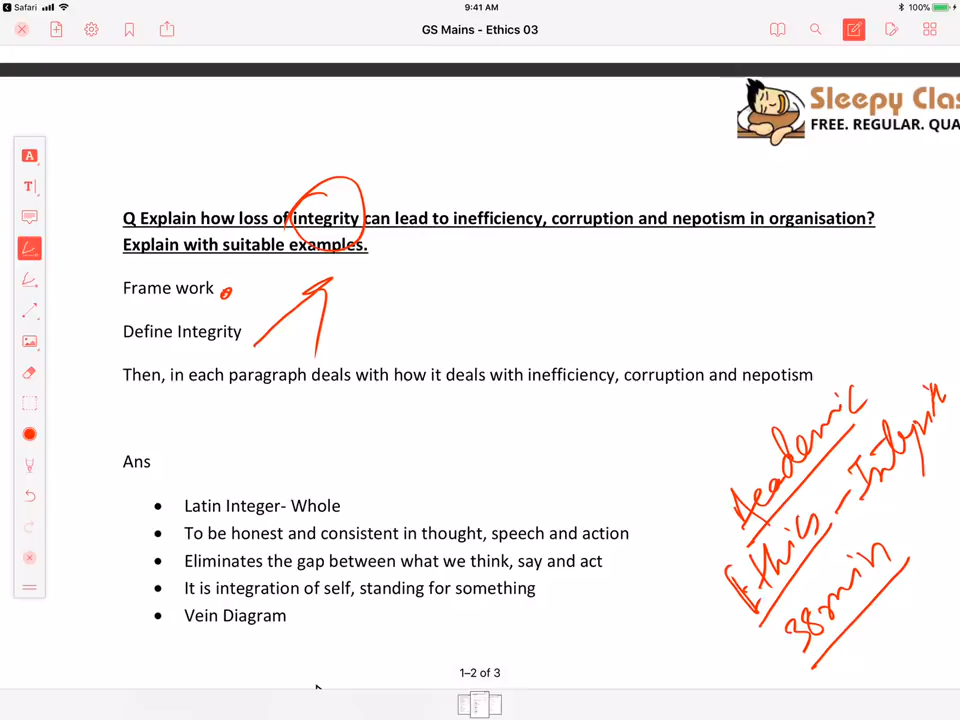 Safari 9:41 AM 100%
GS Mains - Ethics 03
Sleepy Clas
FREE. REGULAR. QUA
Q Explain how loss of integrity can lead to inefficiency, corruption and nepotism in organisation?
Explain with suitable examples.
Frame work
Define Integrity
Then, in each paragraph deals with how it deals with inefficiency, corruption and nepotism
Ans
• Latin Integer- Whole
• To be honest and consistent in thought, speech and action
• Eliminates the gap between what we think, say and act
• It is integration of self, standing for something
• Vein Diagram
Academic
Ethics - Integrit
38min
1–2 of 3